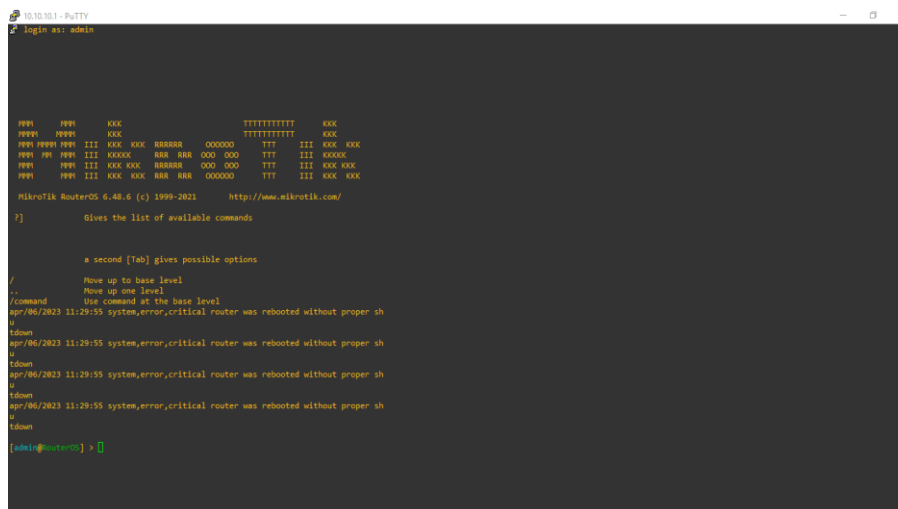 10.10.10.1 - PuTTY
login as: admin
MMM      MMM       KKK                          TTTTTTTTTTT      KKK
MMMM    MMMM       KKK                          TTTTTTTTTTT      KKK
MMM MMMM MMM  III  KKK  KKK  RRRRRR     OOOOOO      TTT     III  KKK  KKK
MMM  MM  MMM  III  KKKKK     RRR  RRR  OOO  OOO     TTT     III  KKKKK
MMM      MMM  III  KKK KKK   RRRRRR    OOO  OOO     TTT     III  KKK KKK
MMM      MMM  III  KKK  KKK  RRR  RRR   OOOOOO      TTT     III  KKK  KKK
MikroTik RouterOS 6.48.6 (c) 1999-2021       http://www.mikrotik.com/
?]              Gives the list of available commands
a second [Tab] gives possible options
/               Move up to base level
..              Move up one level
/command        Use command at the base level
apr/06/2023 11:29:55 system,error,critical router was rebooted without proper sh
u
tdown
apr/06/2023 11:29:55 system,error,critical router was rebooted without proper sh
u
tdown
apr/06/2023 11:29:55 system,error,critical router was rebooted without proper sh
u
tdown
apr/06/2023 11:29:55 system,error,critical router was rebooted without proper sh
u
tdown
[admin@RouterOS] >